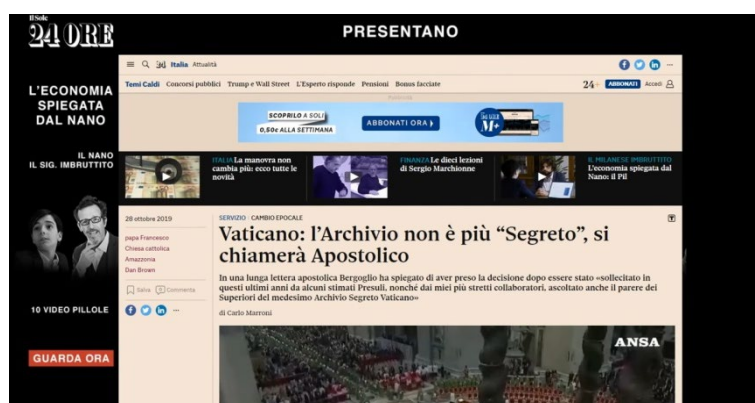 Il Sole
24 ORE
PRESENTANO
L'ECONOMIA
SPIEGATA
DAL NANO
IL NANO
IL SIG. IMBRUTTITO
10 VIDEO PILLOLE
GUARDA ORA
Italia Attualità
Temi Caldi Concorsi pubblici Trump e Wall Street L'Esperto risponde Pensioni Bonus facciate
24+ ABBONATI Accedi
SCOPRILO A SOLI
0,50€ ALLA SETTIMANA
ABBONATI ORA
M+
ITALIA La manovra non
cambia più: ecco tutte le
novità
FINANZA Le dieci lezioni
di Sergio Marchionne
IL MILANESE IMBRUTTITO
L'economia spiegata dal
Nano: il Pil
28 ottobre 2019
papa Francesco
Chiesa cattolica
Amazzonia
Dan Brown
Salva Commenta
SERVIZIO CAMBIO EPOCALE
Vaticano: l'Archivio non è più “Segreto”, si
chiamerà Apostolico
In una lunga lettera apostolica Bergoglio ha spiegato di aver preso la decisione dopo essere stato «sollecitato in
questi ultimi anni da alcuni stimati Presuli, nonché dai miei più stretti collaboratori, ascoltato anche il parere dei
Superiori del medesimo Archivio Segreto Vaticano»
di Carlo Marroni
ANSA